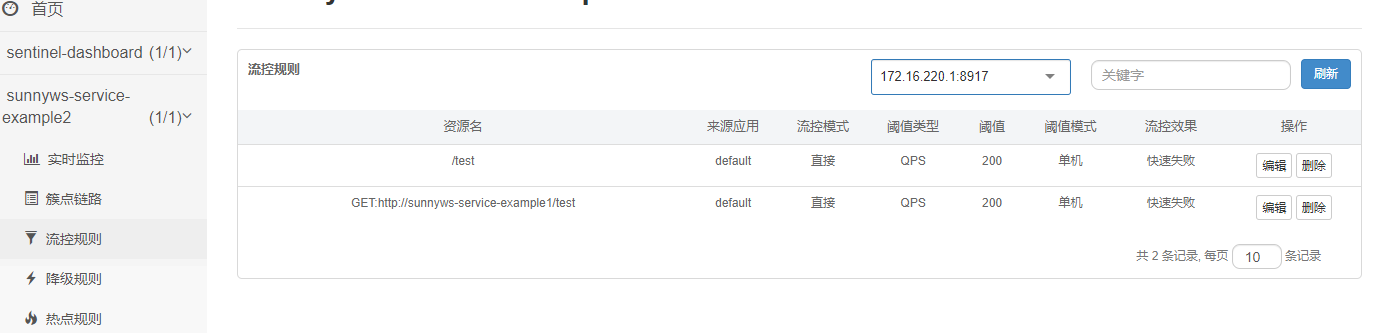 首页
sentinel-dashboard (1/1)
sunnyws-service-
example2 (1/1)
实时监控
簇点链路
流控规则
降级规则
热点规则
流控规则 172.16.220.1:8917 关键字 刷新
资源名 来源应用 流控模式 阈值类型 阈值 阈值模式 流控效果 操作
/test default 直接 QPS 200 单机 快速失败 编辑 删除
GET:http://sunnyws-service-example1/test default 直接 QPS 200 单机 快速失败 编辑 删除
共 2 条记录, 每页 10 条记录